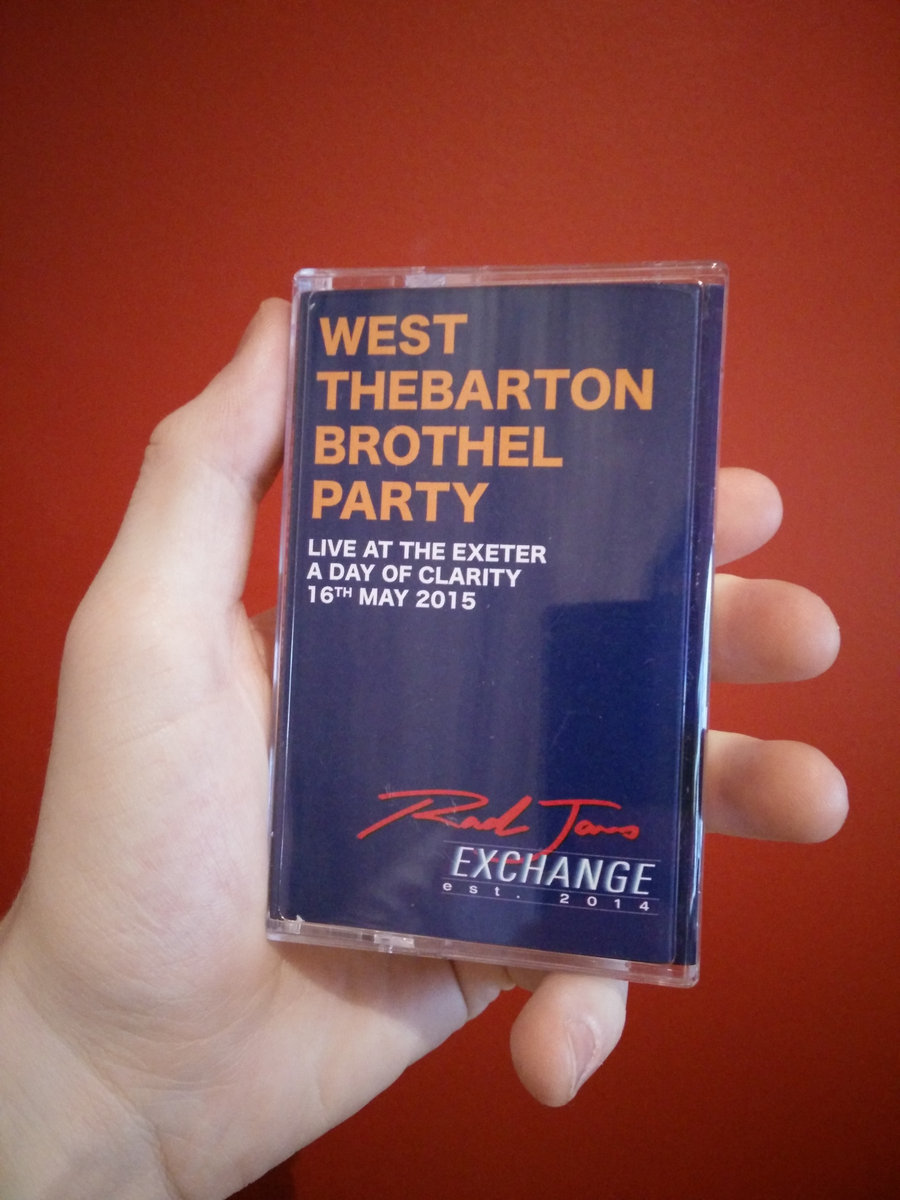 WEST
THEBARTON
BROTHEL
PARTY
LIVE AT THE EXETER
A DAY OF CLARITY
16TH MAY 2015
Rad Jams
EXCHANGE
est. 2014